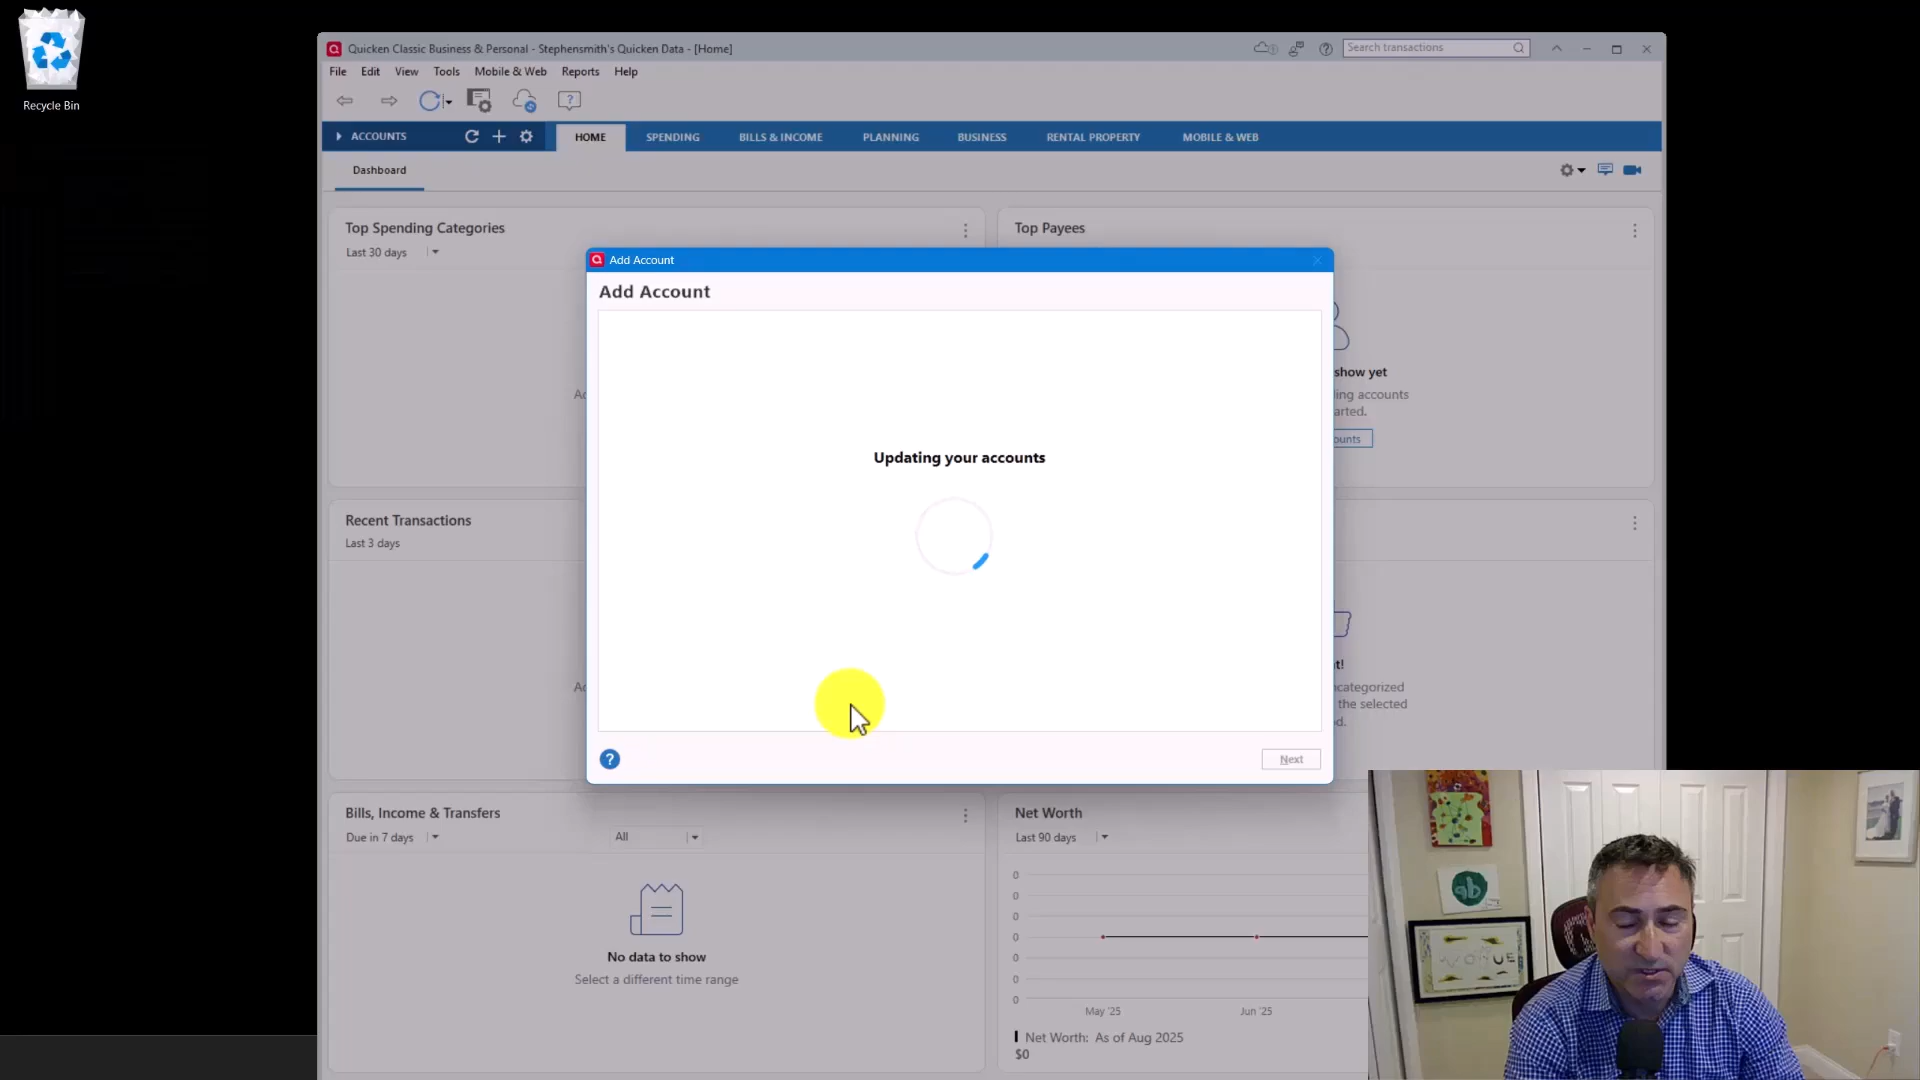 Recycle Bin
Quicken Classic Business & Personal - Stephensmith's Quicken Data - [Home]
Search transactions
File Edit View Tools Mobile & Web Reports Help
ACCOUNTS
HOME SPENDING BILLS & INCOME PLANNING BUSINESS RENTAL PROPERTY MOBILE & WEB
Dashboard
Top Spending Categories
Last 30 days
Top Payees
Add Account
Add Account
Updating your accounts
Next
show yet
ing accounts
arted.
ounts
Recent Transactions
Last 3 days
t!
categorized
the selected
d.
Bills, Income & Transfers
Due in 7 days
All
No data to show
Select a different time range
Net Worth
Last 90 days
0
0
0
0
0
0
0
May '25
Jun '25
Net Worth: As of Aug 2025
$0